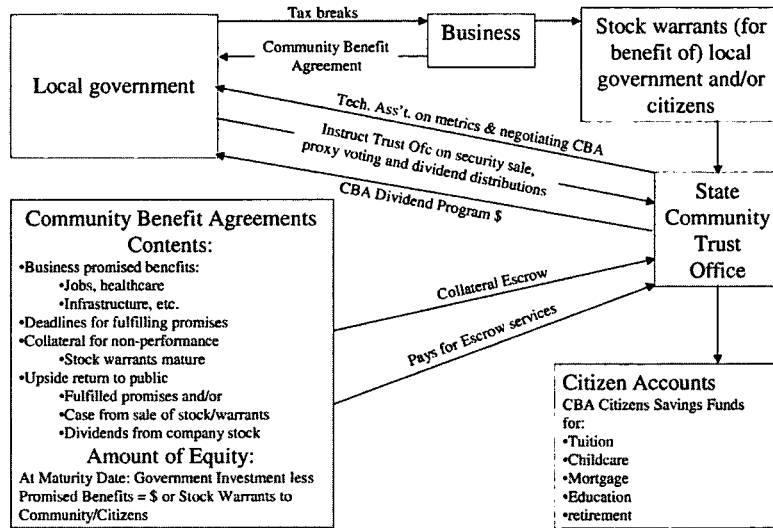 Tax breaks
Business
Community Benefit
Agreement
Stock warrants (for
benefit of) local
government and/or
citizens
Local government
Tech. Ass't. on metrics & negotiating CBA
Instruct Trust Ofc on security sale,
proxy voting and dividend distributions
CBA Dividend Program $
State
Community
Trust
Office
Community Benefit Agreements
Contents:
•Business promised benefits:
•Jobs, healthcare
•Infrastructure, etc.
•Deadlines for fulfilling promises
•Collateral for non-performance
•Stock warrants mature
•Upside return to public
•Fulfilled promises and/or
•Case from sale of stock/warrants
•Dividends from company stock
Amount of Equity:
At Maturity Date: Government Investment less
Promised Benefits = $ or Stock Warrants to
Community/Citizens
Collateral Escrow
Pays for Escrow services
Citizen Accounts
CBA Citizens Savings Funds
for:
•Tuition
•Childcare
•Mortgage
•Education
•retirement